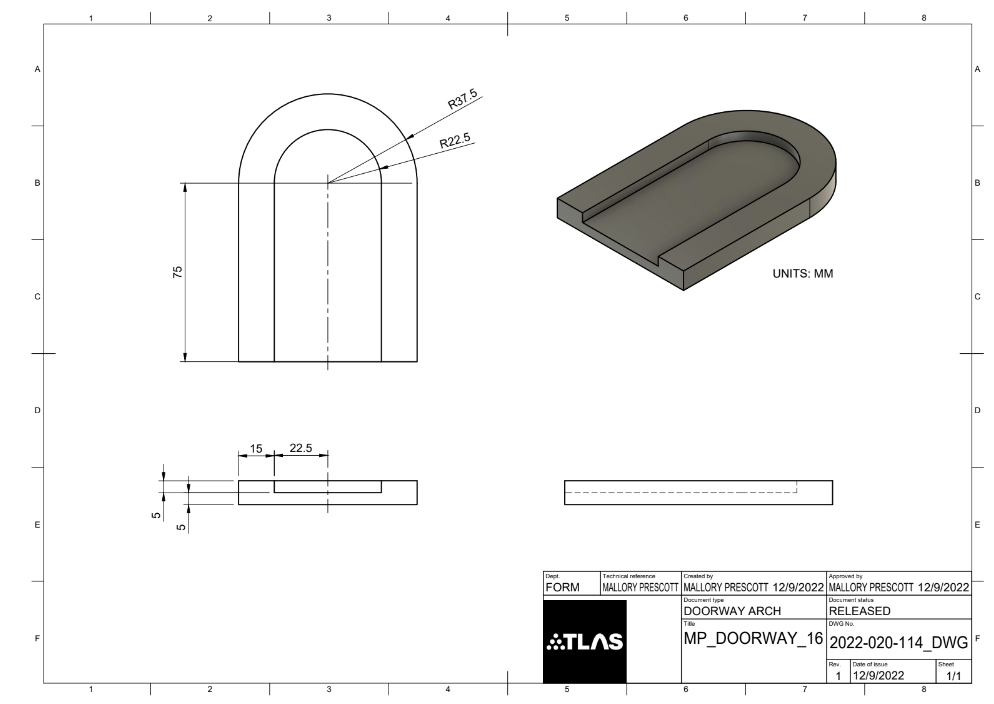 1 2 3 4 5 6 7 8
A A
R37.5
R22.5
B B
75
UNITS: MM
C C
D D
15 22.5
5
5
E E
Dept. Technical reference Created by Approved by
FORM MALLORY PRESCOTT MALLORY PRESCOTT 12/9/2022 MALLORY PRESCOTT 12/9/2022
Document type Document status
DOORWAY ARCH RELEASED
Title DWG No.
MP_DOORWAY_16 2022-020-114_DWG
ATLAS
F F
Rev. Date of issue Sheet
1 12/9/2022 1/1
1 2 3 4 5 6 7 8